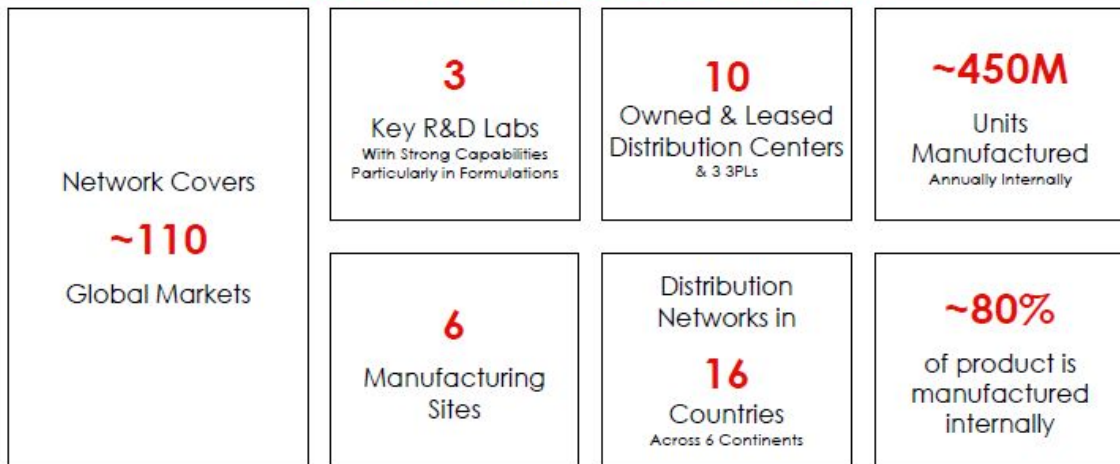 Network Covers
~110
Global Markets
3
Key R&D Labs
With Strong Capabilities
Particularly in Formulations
10
Owned & Leased
Distribution Centers
& 3 3PLs
~450M
Units
Manufactured
Annually Internally
6
Manufacturing
Sites
Distribution
Networks in
16
Countries
Across 6 Continents
~80%
of product is
manufactured
internally